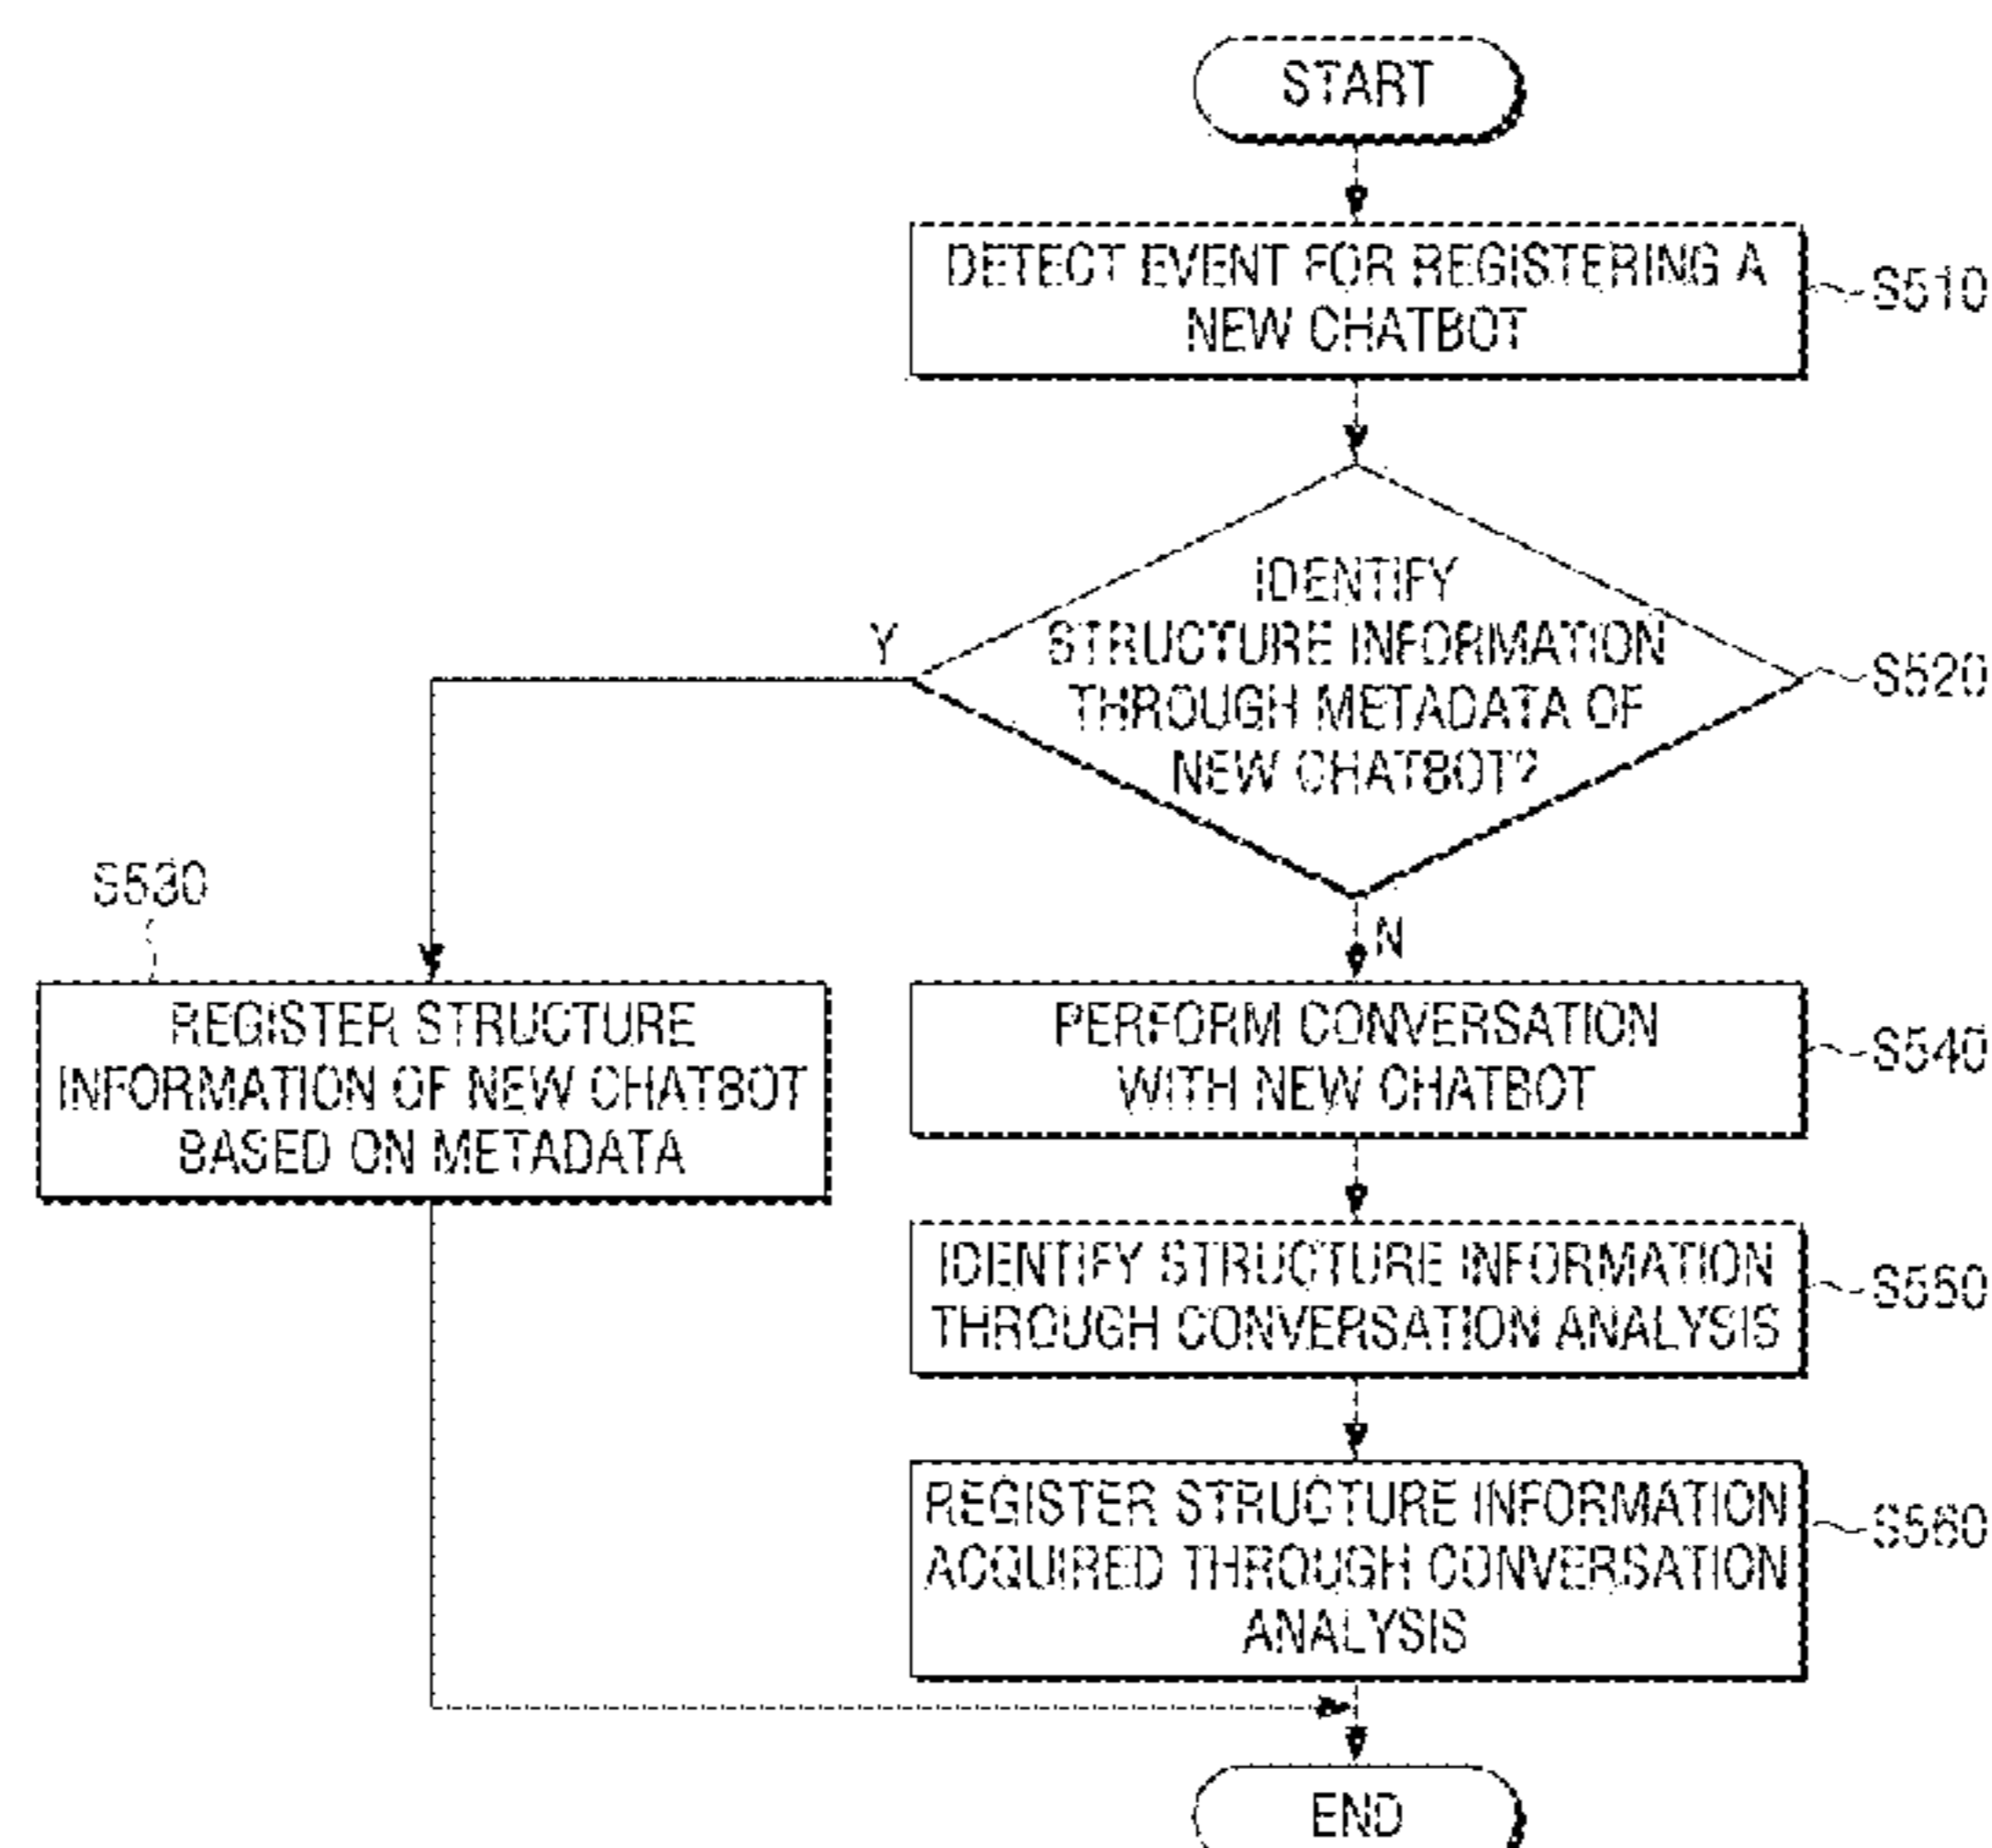 START
DETECT EVENT FOR REGISTERING A
NEW CHATBOT
S510
IDENTIFY
STRUCTURE INFORMATION
THROUGH METADATA OF
NEW CHATBOT?
S520
Y
N
S530
REGISTER STRUCTURE
INFORMATION OF NEW CHATBOT
BASED ON METADATA
PERFORM CONVERSATION
WITH NEW CHATBOT
S540
IDENTIFY STRUCTURE INFORMATION
THROUGH CONVERSATION ANALYSIS
S550
REGISTER STRUCTURE INFORMATION
ACQUIRED THROUGH CONVERSATION
ANALYSIS
S560
END